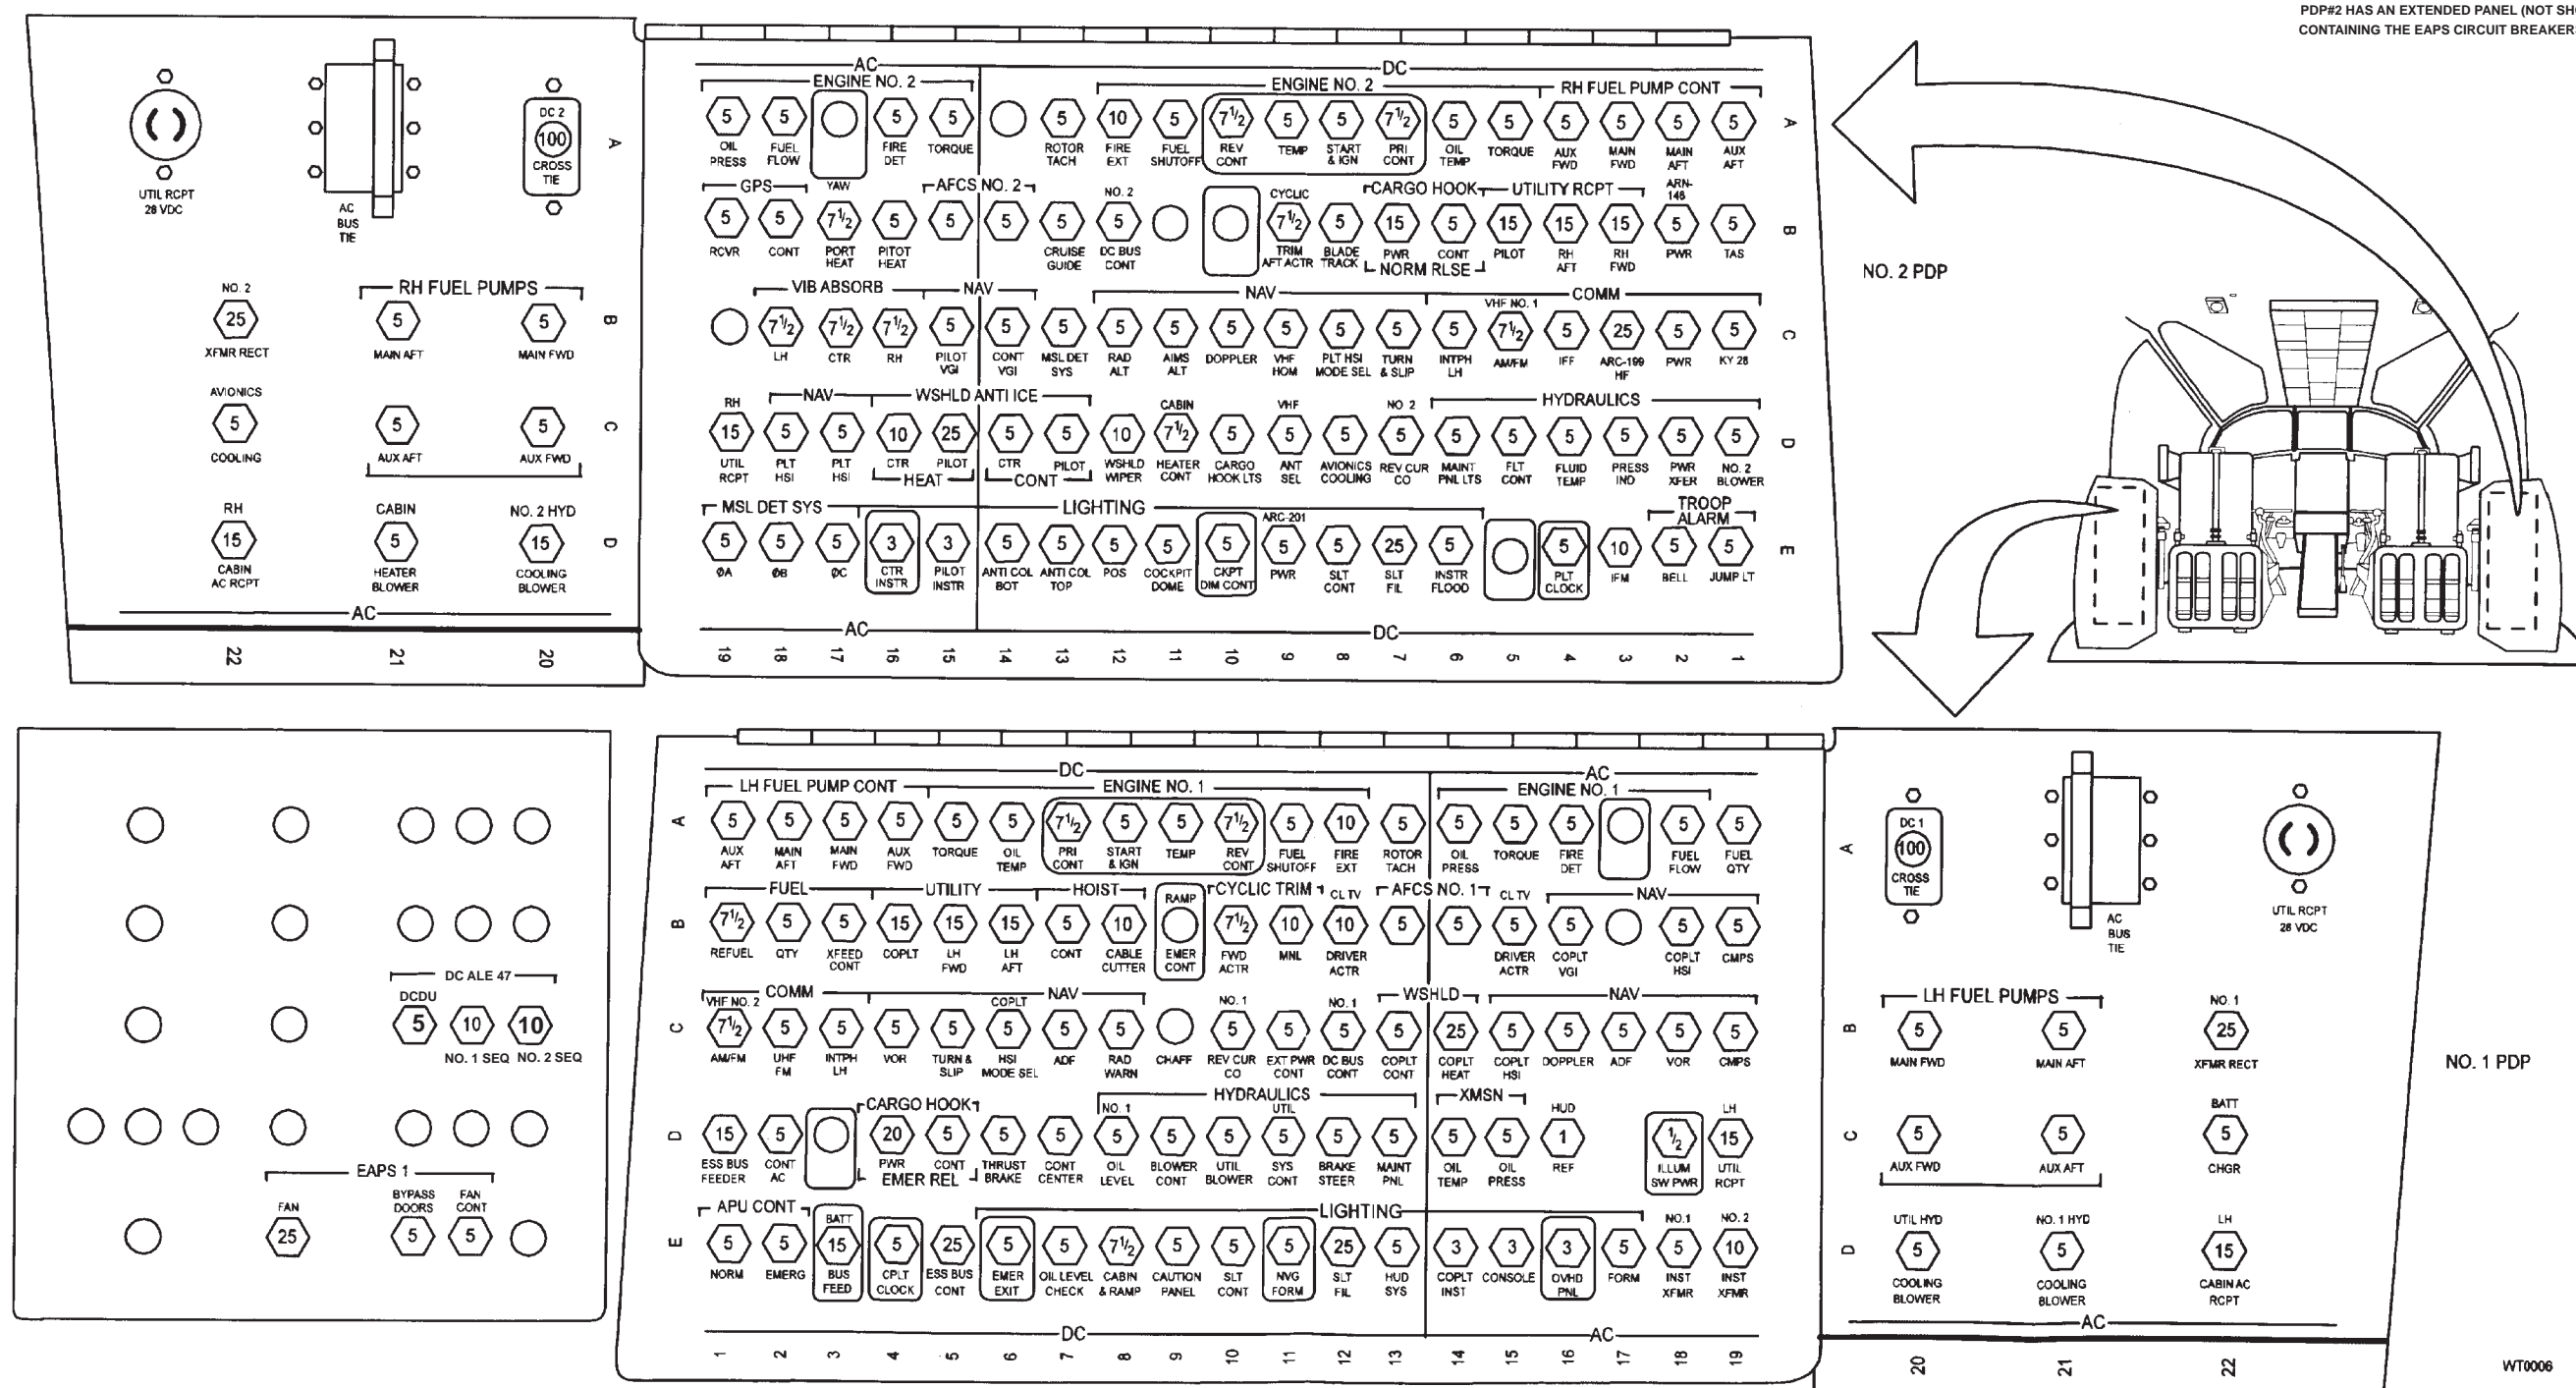 PDP#2 HAS AN EXTENDED PANEL (NOT SH
CONTAINING THE EAPS CIRCUIT BREAKER
AC DC
ENGINE NO. 2 ENGINE NO. 2 RH FUEL PUMP CONT
DC 2
100
CROSS
TIE
A
5 5 5 5 5 10 5 7½ 5 5 7½ 5 5 5 5 5 5 A
OIL PRESS FUEL FLOW FIRE DET TORQUE ROTOR TACH FIRE EXT FUEL SHUTOFF REV CONT TEMP START & IGN PRI CONT OIL TEMP TORQUE AUX FWD MAIN FWD MAIN AFT AUX AFT
UTIL RCPT
28 VDC
AC
BUS
TIE
GPS YAW AFCS NO. 2 NO. 2 CYCLIC CARGO HOOK UTILITY RCPT ARN-146
5 5 7½ 5 5 5 5 5 7½ 5 15 5 15 15 15 5 5 B
RCVR CONT PORT HEAT PITOT HEAT CRUISE GUIDE DC BUS CONT TRIM AFT ACTR BLADE TRACK PWR CONT PILOT RH AFT RH FWD PWR TAS
NORM RLSE
NO. 2 PDP
NO. 2 RH FUEL PUMPS
25 5 5 B
XFMR RECT MAIN AFT MAIN FWD
VIB ABSORB NAV NAV VHF NO. 1 COMM
7½ 7½ 7½ 5 5 5 5 5 5 5 5 5 5 7½ 5 25 5 5 C
LH CTR RH PILOT VGI CONT VGI MSL DET SYS RAD ALT AIMS ALT DOPPLER VHF HOM PLT HSI MODE SEL TURN & SLIP INTPH LH AM/FM IFF ARC-199 HF PWR KY 28
AVIONICS
5 5 5 C
COOLING AUX AFT AUX FWD
RH NAV WSHLD ANTI ICE CABIN VHF NO. 2 HYDRAULICS
15 5 5 10 25 5 5 10 7½ 5 5 5 5 5 5 5 5 5 5 D
UTIL RCPT PLT HSI PLT HSI CTR PILOT CTR PILOT WSHLD WIPER HEATER CONT CARGO HOOK LTS ANT SEL AVIONICS COOLING REV CUR CO MAINT PNL LTS FLT CONT FLUID TEMP PRESS IND PWR XFER NO. 2 BLOWER
HEAT CONT
RH CABIN NO. 2 HYD
15 5 15 D
CABIN AC RCPT HEATER BLOWER COOLING BLOWER
MSL DET SYS LIGHTING ARC-201 TROOP ALARM
5 5 5 3 3 5 5 5 5 5 5 5 25 5 5 10 5 5 E
ØA ØB ØC CTR INSTR PILOT INSTR ANTI COL BOT ANTI COL TOP POS COCKPIT DOME CKPT DIM CONT PWR SLT CONT SLT FIL INSTR FLOOD PLT CLOCK IFM BELL JUMP LT
AC
AC DC
22 21 20 19 18 17 16 15 14 13 12 11 10 9 8 7 6 5 4 3 2 1
DC AC
LH FUEL PUMP CONT ENGINE NO. 1 ENGINE NO. 1
A 5 5 5 5 5 5 7½ 5 5 7½ 5 10 5 5 5 5 5 5
AUX AFT MAIN AFT MAIN FWD AUX FWD TORQUE OIL TEMP PRI CONT START & IGN TEMP REV CONT FUEL SHUTOFF FIRE EXT ROTOR TACH OIL PRESS TORQUE FIRE DET FUEL FLOW FUEL QTY
A
DC 1
100
CROSS
TIE
AC
BUS
TIE
UTIL RCPT
28 VDC
FUEL UTILITY HOIST RAMP CYCLIC TRIM CL TV AFCS NO. 1 CL TV NAV
B 7½ 5 5 15 15 15 5 10 7½ 10 10 5 5 5 5 5 5
REFUEL QTY XFEED CONT COPLT LH FWD LH AFT CONT CABLE CUTTER EMER CONT FWD ACTR MNL DRIVER ACTR DRIVER ACTR COPLT VGI COPLT HSI CMPS
DC ALE 47
DCDU
5 10 10
NO. 1 SEQ NO. 2 SEQ
VHF NO. 2 COMM COPLT NAV NO. 1 NO. 1 WSHLD NAV
C 7½ 5 5 5 5 5 5 5 5 5 5 5 25 5 5 5 5 5
AM/FM UHF FM INTPH LH VOR TURN & SLIP HSI MODE SEL ADF RAD WARN CHAFF REV CUR CO EXT PWR CONT DC BUS CONT COPLT CONT COPLT HEAT COPLT HSI DOPPLER ADF VOR CMPS
LH FUEL PUMPS NO. 1
B 5 5 25
MAIN FWD MAIN AFT XFMR RECT
NO. 1 PDP
CARGO HOOK NO. 1 HYDRAULICS UTIL XMSN HUD LH
D 15 5 20 5 5 5 5 5 5 5 5 5 5 5 1 ½ 15
ESS BUS FEEDER CONT AC PWR CONT THRUST BRAKE CONT CENTER OIL LEVEL BLOWER CONT UTIL BLOWER SYS CONT BRAKE STEER MAINT PNL OIL TEMP OIL PRESS REF ILLUM SW PWR UTIL RCPT
EMER REL
BATT
C 5 5 5
AUX FWD AUX AFT CHGR
EAPS 1
FAN BYPASS DOORS FAN CONT
25 5 5
APU CONT BATT LIGHTING NO. 1 NO. 2
E 5 5 15 5 25 5 5 7½ 5 5 5 25 5 3 3 3 5 5 10
NORM EMERG BUS FEED CPLT CLOCK ESS BUS CONT EMER EXIT OIL LEVEL CHECK CABIN & RAMP CAUTION PANEL SLT CONT NVG FORM SLT FIL HUD SYS COPLT INST CONSOLE OVHD PNL FORM INST XFMR INST XFMR
UTIL HYD NO. 1 HYD LH
D 5 5 15
COOLING BLOWER COOLING BLOWER CABIN AC RCPT
DC AC
AC
1 2 3 4 5 6 7 8 9 10 11 12 13 14 15 16 17 18 19 20 21 22
WT0006